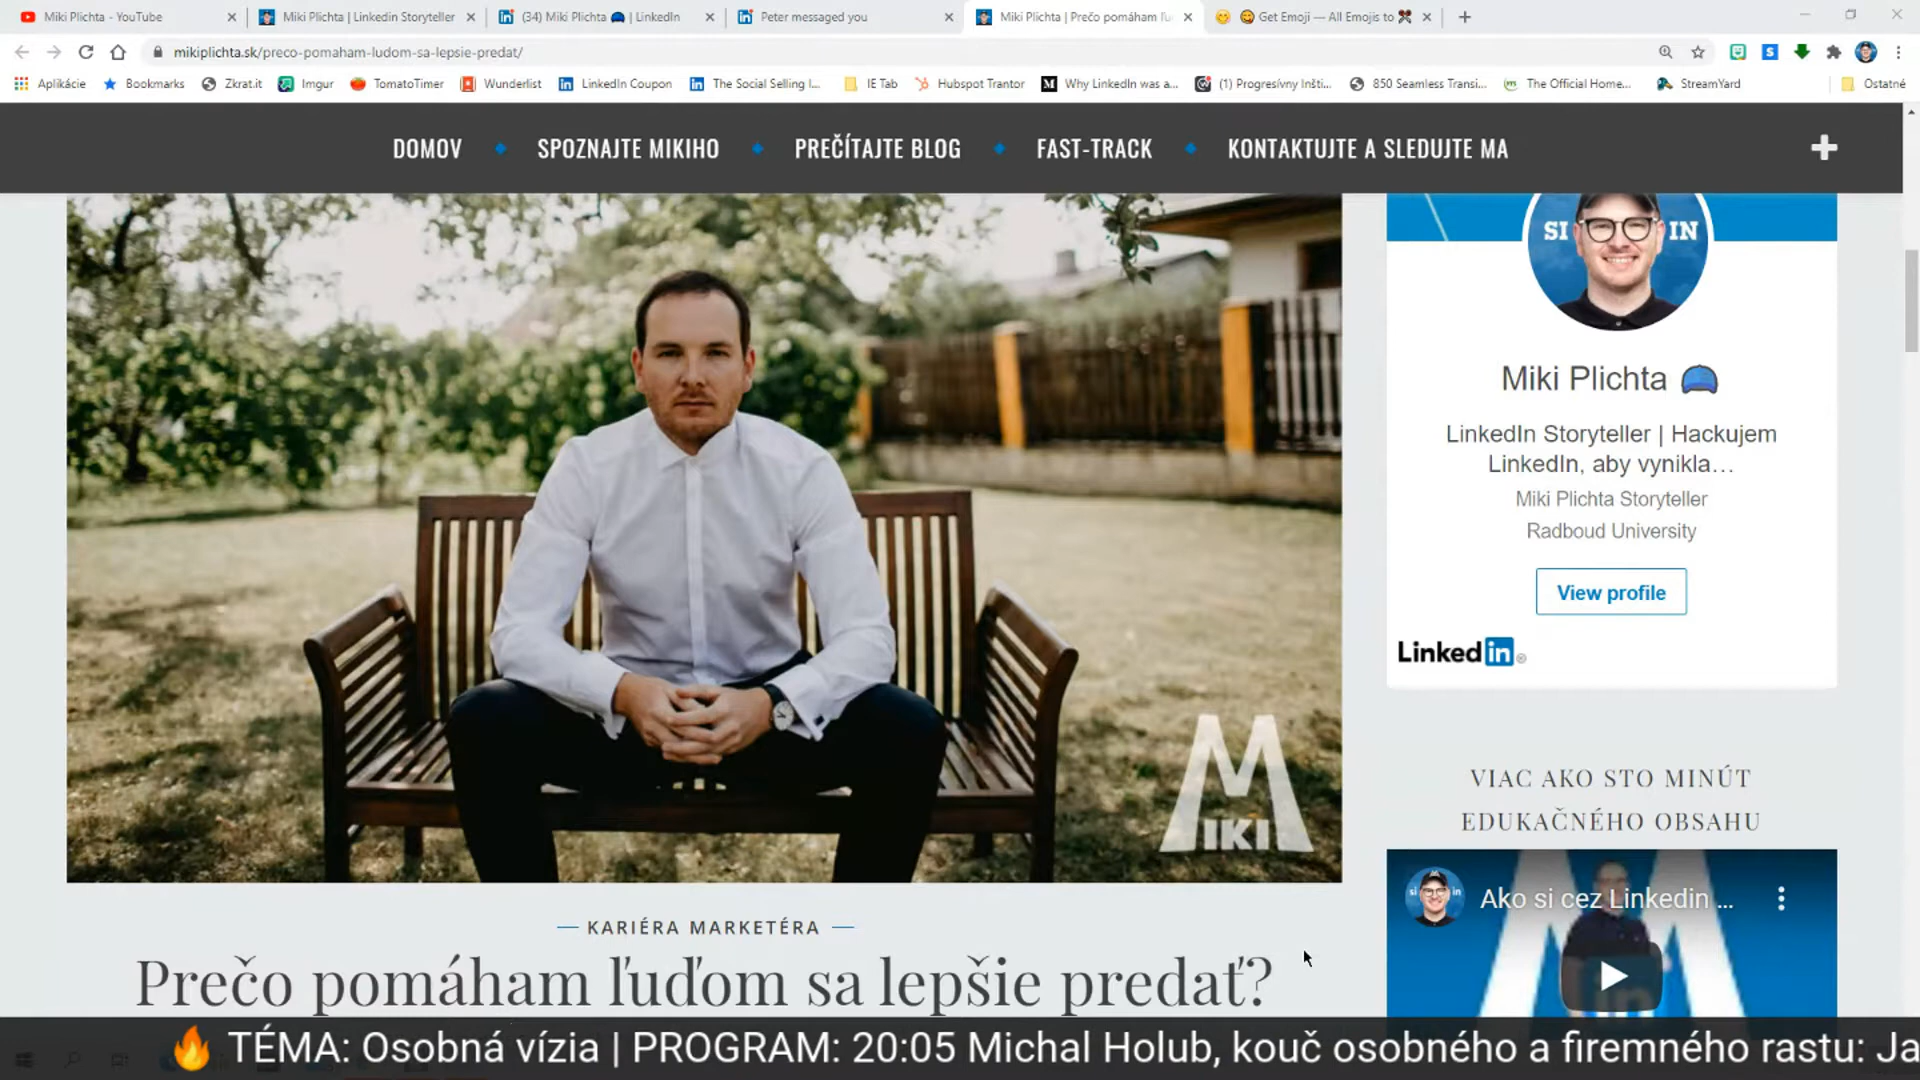 Miki Plichta - YouTube
Miki Plichta | Linkedin Storyteller
(34) Miki Plichta 🧢 | LinkedIn
Peter messaged you
Miki Plichta | Prečo pomáham ľu
Get Emoji — All Emojis to
mikiplichta.sk/preco-pomaham-ludom-sa-lepsie-predat/
Aplikácie
Bookmarks
Zkrat.it
Imgur
TomatoTimer
Wunderlist
LinkedIn Coupon
The Social Selling I...
IE Tab
Hubspot Trantor
Why LinkedIn was a...
(1) Progresívny Inšti...
850 Seamless Transi...
The Official Home...
StreamYard
Ostatné
DOMOV
SPOZNAJTE MIKIHO
PREČÍTAJTE BLOG
FAST-TRACK
KONTAKTUJTE A SLEDUJTE MA
SI IN
Miki Plichta 🧢
LinkedIn Storyteller | Hackujem
LinkedIn, aby vynikla…
Miki Plichta Storyteller
Radboud University
View profile
Linked in
MIKI
VIAC AKO STO MINÚT
EDUKAČNÉHO OBSAHU
Ako si cez Linkedin ...
KARIÉRA MARKETÉRA
Prečo pomáham ľuďom sa lepšie predať?
🔥 TÉMA: Osobná vízia | PROGRAM: 20:05 Michal Holub, kouč osobného a firemného rastu: Ja